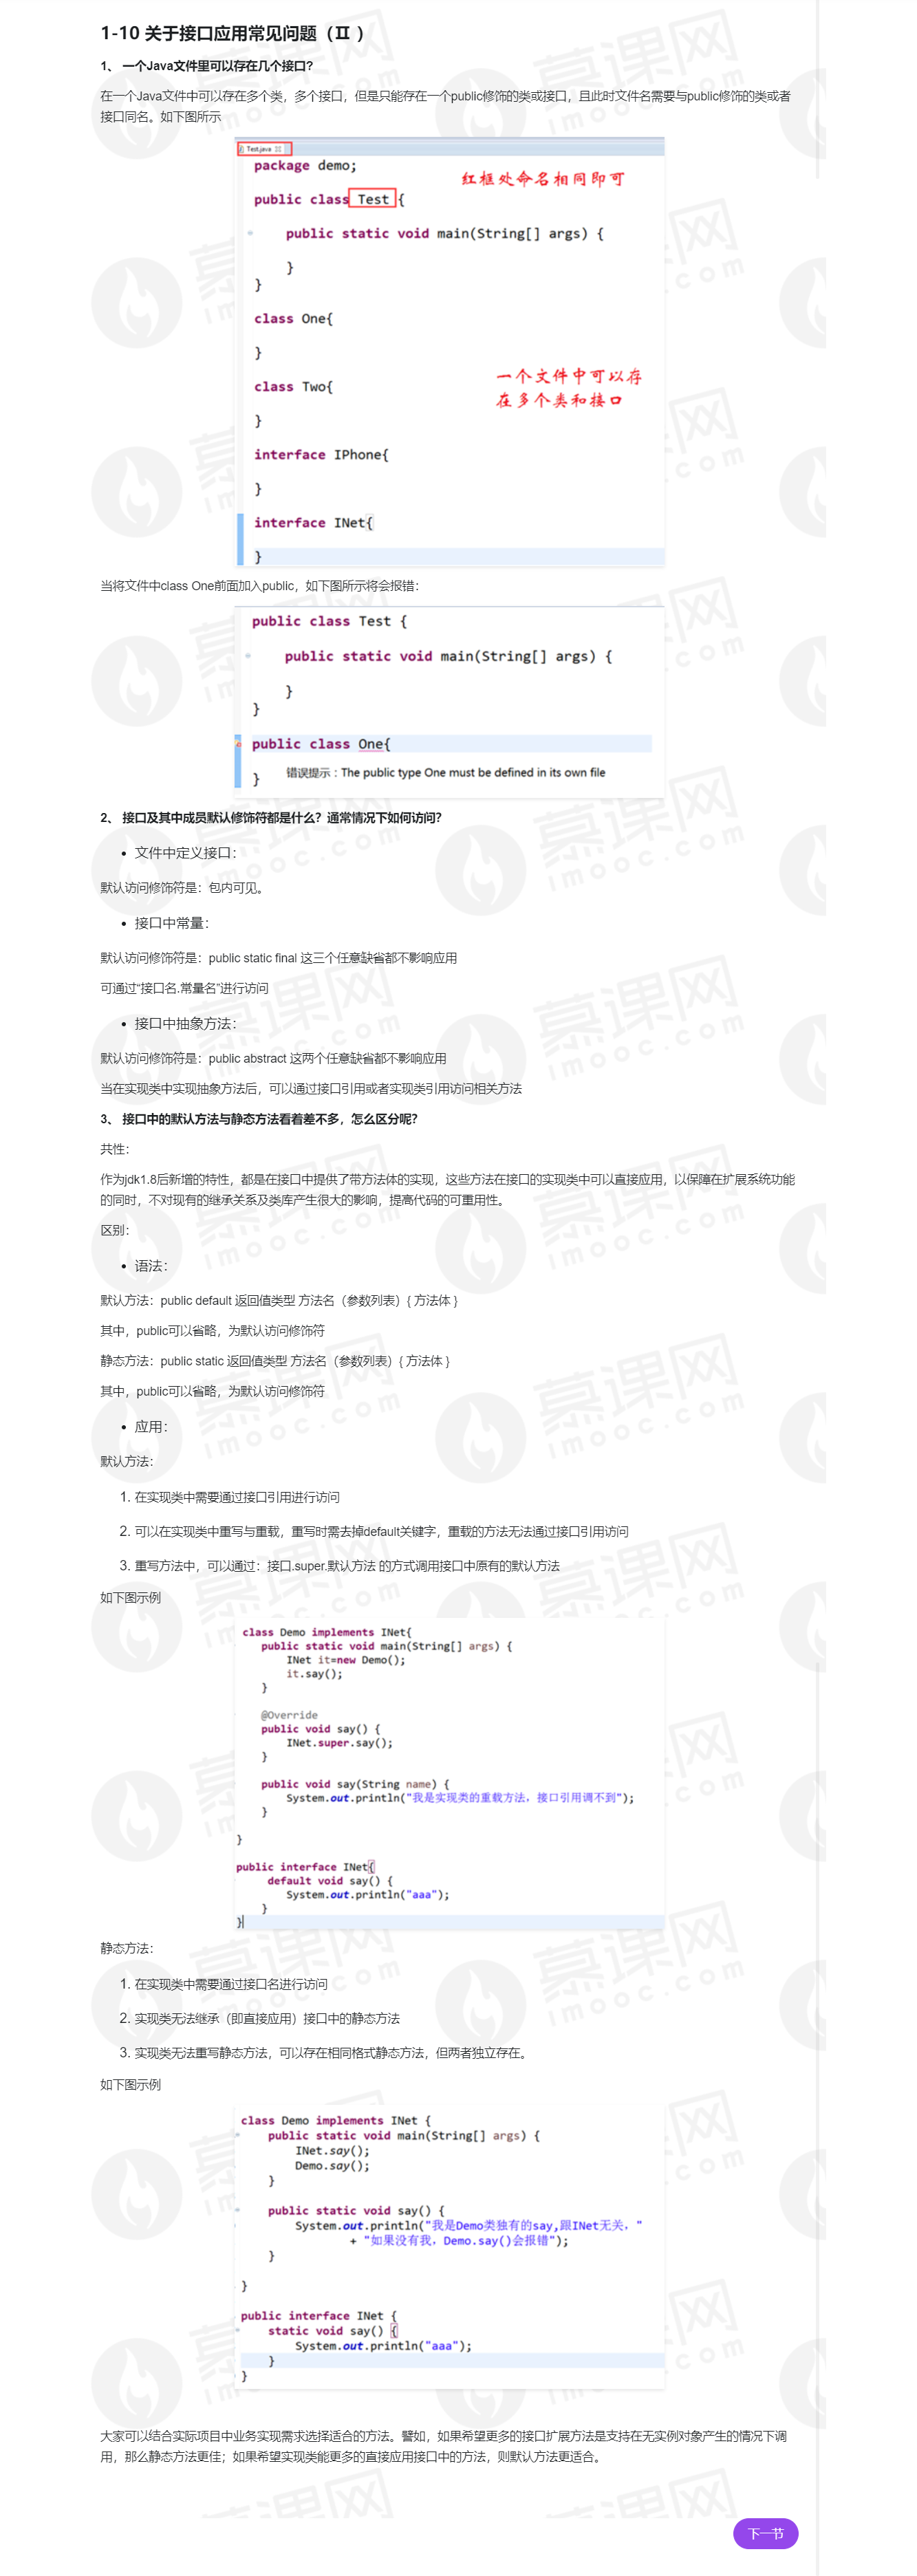 1-10 关于接口应用常见问题（II ）
1、 一个Java文件里可以存在几个接口?
在一个Java文件中可以存在多个类，多个接口，但是只能存在一个public修饰的类或接口，且此时文件名需要与public修饰的类或者
接口同名。如下图所示
Test.java
package demo;
红框处命名相同即可
public class Test {
public static void main(String[] args) {
}
}
class One{
}
一个文件中可以存
class Two{
在多个类和接口
}
interface IPhone{
}
interface INet{
}
当将文件中class One前面加入public，如下图所示将会报错：
public class Test {
public static void main(String[] args) {
}
}
public class One{
} 错误提示：The public type One must be defined in its own file
2、 接口及其中成员默认修饰符都是什么？通常情况下如何访问？
• 文件中定义接口：
默认访问修饰符是：包内可见。
• 接口中常量：
默认访问修饰符是：public static final 这三个任意缺省都不影响应用
可通过“接口名.常量名”进行访问
• 接口中抽象方法：
默认访问修饰符是：public abstract 这两个任意缺省都不影响应用
当在实现类中实现抽象方法后，可以通过接口引用或者实现类引用访问相关方法
3、 接口中的默认方法与静态方法看着差不多，怎么区分呢？
共性：
作为jdk1.8后新增的特性，都是在接口中提供了带方法体的实现，这些方法在接口的实现类中可以直接应用，以保障在扩展系统功能
的同时，不对现有的继承关系及类库产生很大的影响，提高代码的可重用性。
区别：
• 语法：
默认方法：public default 返回值类型 方法名（参数列表）{ 方法体 }
其中，public可以省略，为默认访问修饰符
静态方法：public static 返回值类型 方法名（参数列表）{ 方法体 }
其中，public可以省略，为默认访问修饰符
• 应用：
默认方法：
1. 在实现类中需要通过接口引用进行访问
2. 可以在实现类中重写与重载，重写时需去掉default关键字，重载的方法无法通过接口引用访问
3. 重写方法中，可以通过：接口.super.默认方法 的方式调用接口中原有的默认方法
如下图示例
class Demo implements INet{
public static void main(String[] args) {
INet it=new Demo();
it.say();
}
@Override
public void say() {
INet.super.say();
}
public void say(String name) {
System.out.println("我是实现类的重载方法，接口引用调不到");
}
}
public interface INet{
default void say() {
System.out.println("aaa");
}
}
静态方法：
1. 在实现类中需要通过接口名进行访问
2. 实现类无法继承（即直接应用）接口中的静态方法
3. 实现类无法重写静态方法，可以存在相同格式静态方法，但两者独立存在。
如下图示例
class Demo implements INet {
public static void main(String[] args) {
INet.say();
Demo.say();
}
public static void say() {
System.out.println("我是Demo类独有的say,跟INet无关，"
+ "如果没有我，Demo.say()会报错");
}
}
public interface INet {
static void say() {
System.out.println("aaa");
}
}
大家可以结合实际项目中业务实现需求选择适合的方法。譬如，如果希望更多的接口扩展方法是支持在无实例对象产生的情况下调
用，那么静态方法更佳；如果希望实现类能更多的直接应用接口中的方法，则默认方法更适合。
下一节
慕课网
imooc.com